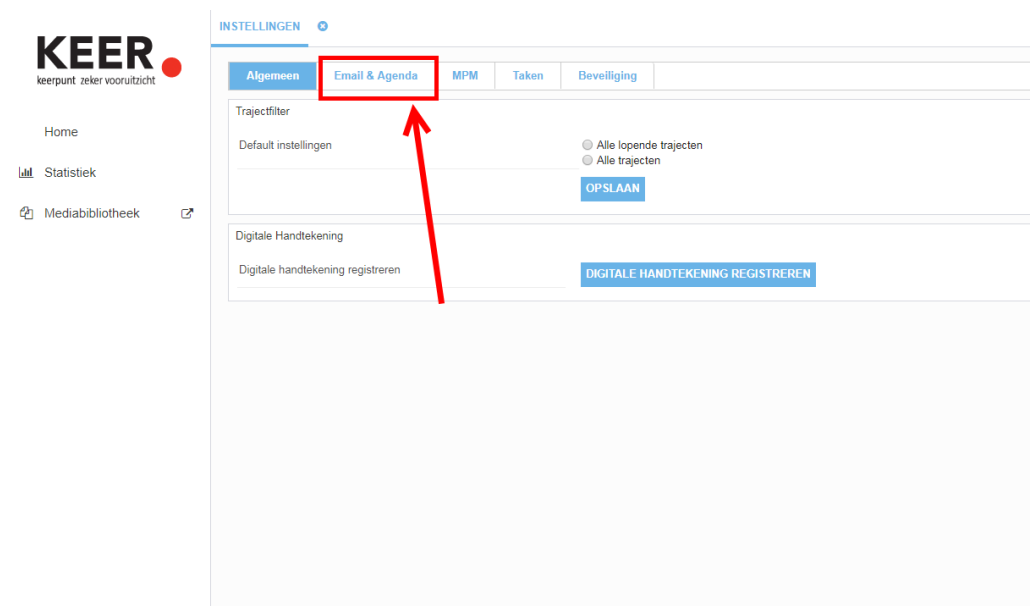 KEER
keerpunt zeker vooruitzicht
Home
Statistiek
Mediabibliotheek
INSTELLINGEN
Algemeen Email & Agenda MPM Taken Beveiliging
Trajectfilter
Default instellingen
Alle lopende trajecten
Alle trajecten
OPSLAAN
Digitale Handtekening
Digitale handtekening registreren
DIGITALE HANDTEKENING REGISTREREN